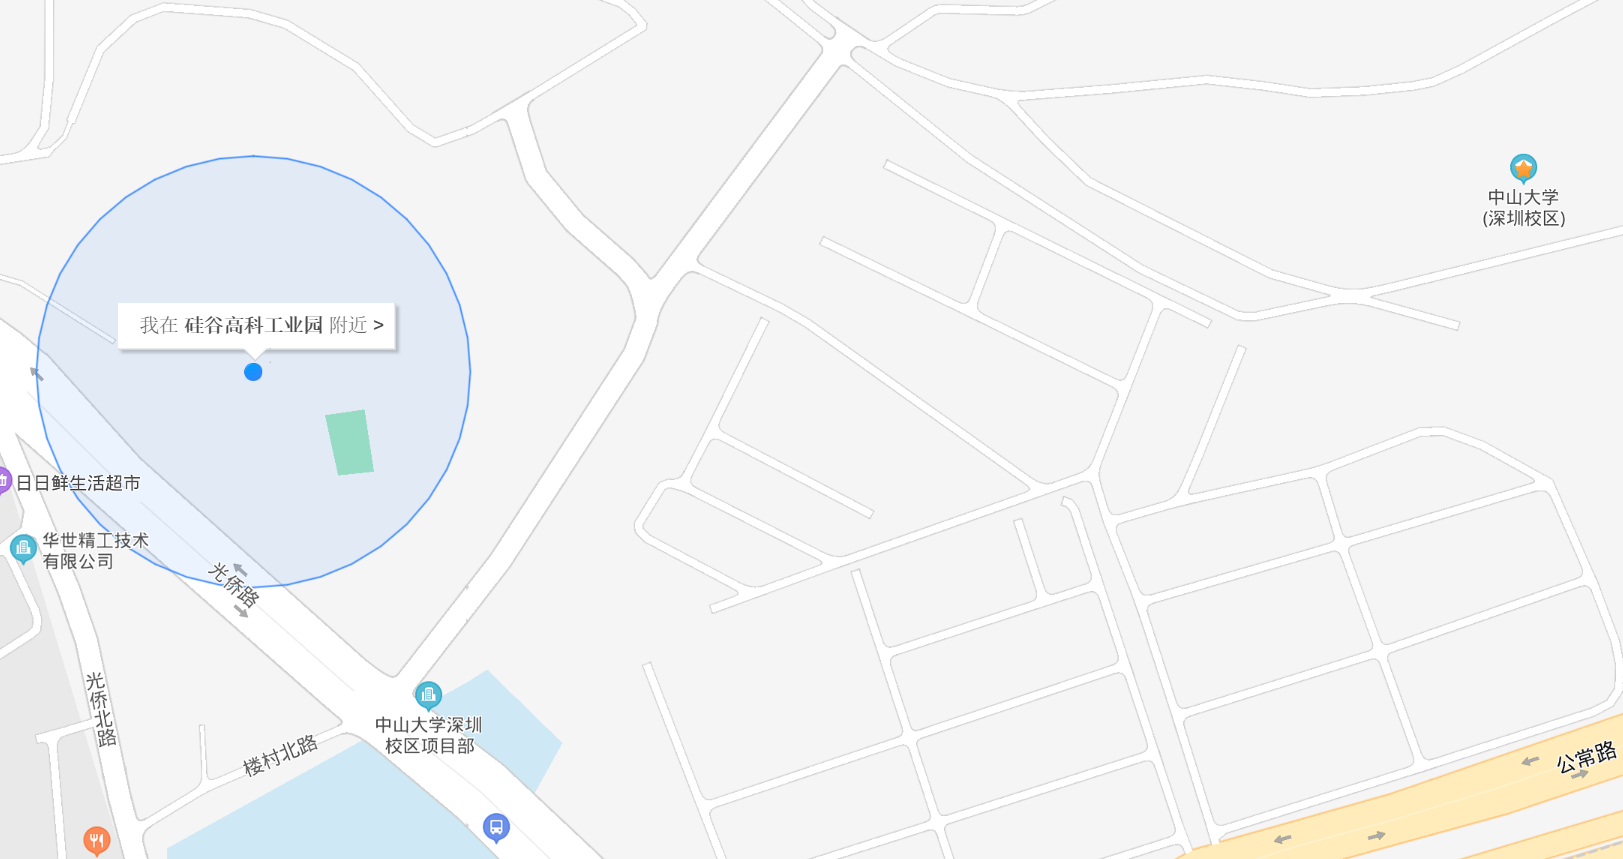 中山大学
(深圳校区)
我在 硅谷高科工业园 附近 >
日日鲜生活超市
华世精工技术
有限公司
光侨路
光侨北路
中山大学深圳
校区项目部
楼村北路
公常路